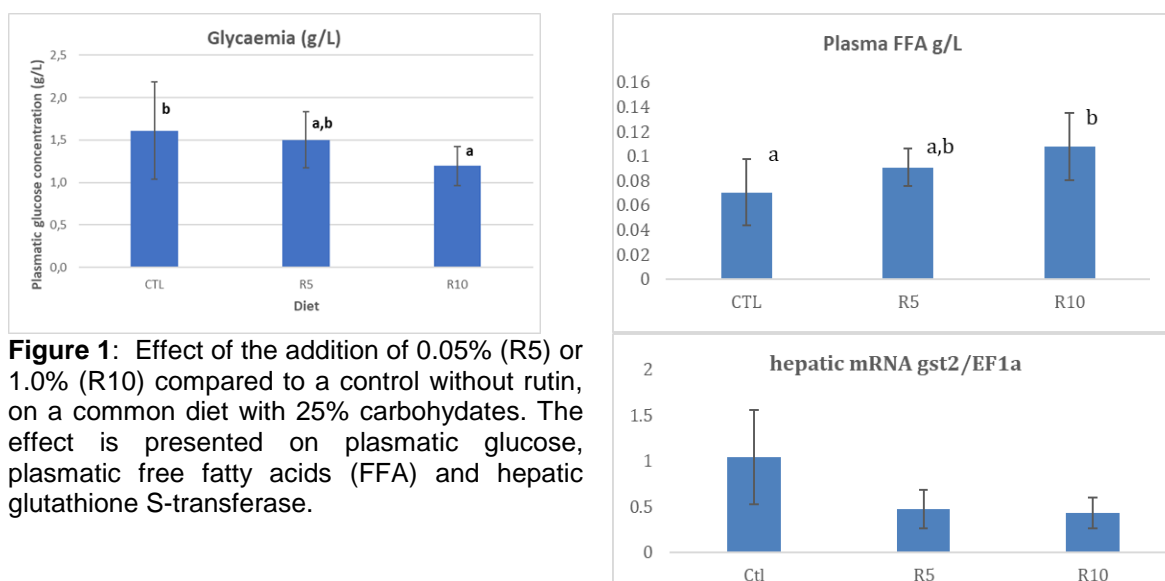 Glycaemia (g/L)
Plasmatic glucose concentration (g/L)
2,5
2,0
1,5
1,0
0,5
0,0
b
a,b
a
CTL R5 R10
Diet
Figure 1: Effect of the addition of 0.05% (R5) or
1.0% (R10) compared to a control without rutin,
on a common diet with 25% carbohydates. The
effect is presented on plasmatic glucose,
plasmatic free fatty acids (FFA) and hepatic
glutathione S-transferase.
Plasma FFA g/L
0.16
0.14
0.12
0.1
0.08
0.06
0.04
0.02
0
a
a,b
b
CTL R5 R10
hepatic mRNA gst2/EF1a
2
1.5
1
0.5
0
Ctl R5 R10